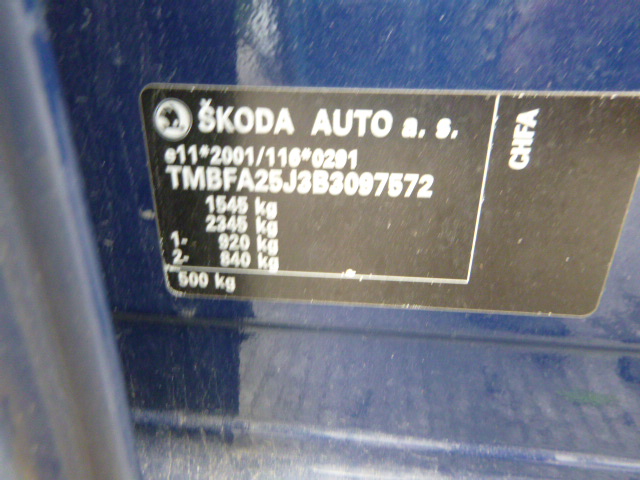 ŠKODA AUTO a. s.
e11*2001/116*0291
TMBFA25J3B3097572
1545 kg
2345 kg
1- 920 kg
2- 840 kg
500 kg
CHFA